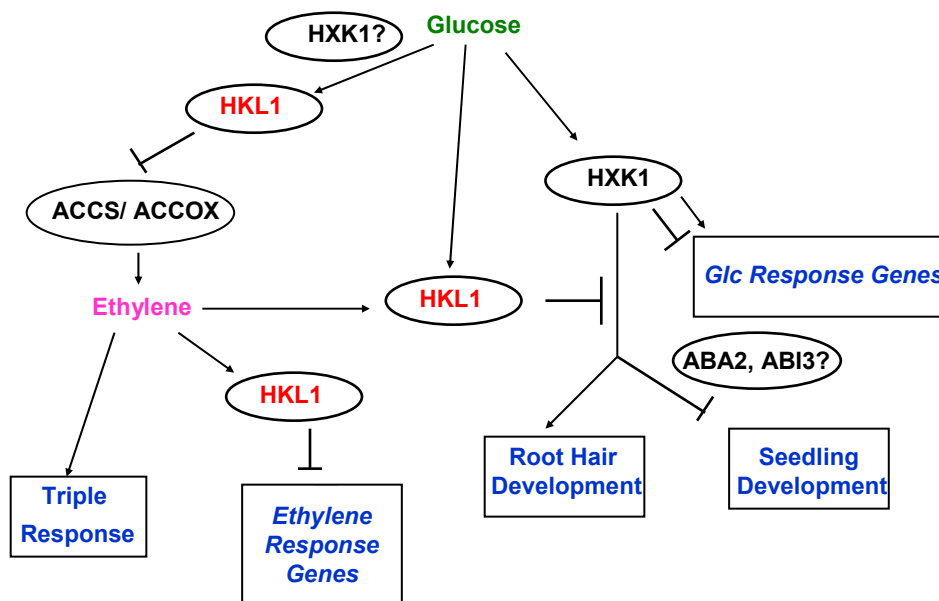 HXK1?
Glucose
HKL1
HXK1
ACCS/ ACCOX
Glc Response Genes
Ethylene
HKL1
ABA2, ABI3?
HKL1
Root Hair
Development
Seedling
Development
Triple
Response
Ethylene
Response
Genes